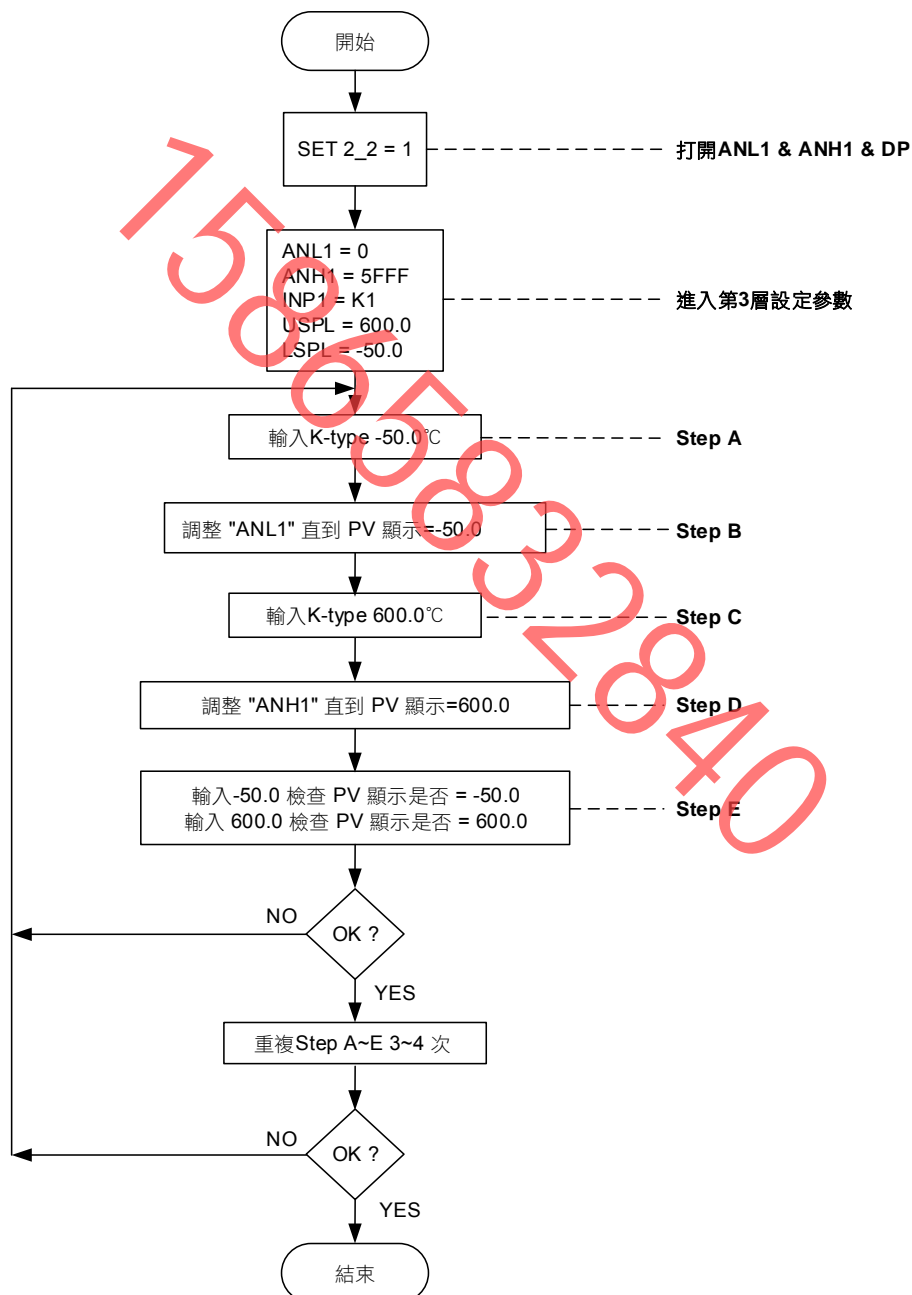 開始
SET 2_2 = 1
打開ANL1 & ANH1 & DP
ANL1 = 0
ANH1 = 5FFF
INP1 = K1
USPL = 600.0
LSPL = -50.0
進入第3層設定參數
輸入K-type -50.0℃
Step A
調整 "ANL1" 直到 PV 顯示=-50.0
Step B
輸入K-type 600.0℃
Step C
調整 "ANH1" 直到 PV 顯示=600.0
Step D
輸入-50.0 檢查 PV 顯示是否 = -50.0
輸入 600.0 檢查 PV 顯示是否 = 600.0
Step E
NO
OK ?
YES
重複Step A~E 3~4 次
NO
OK ?
YES
結束
15865832840